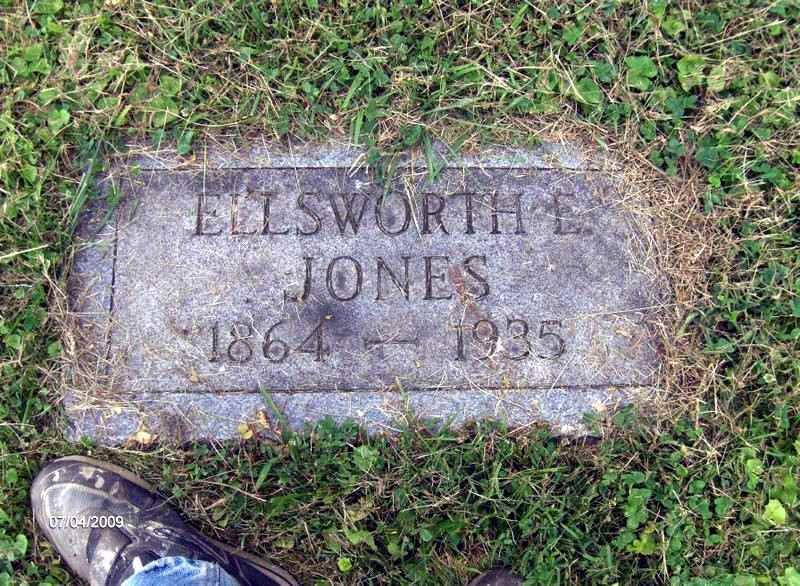 ELLSWORTH E.
JONES
1864 — 1935
07/04/2009